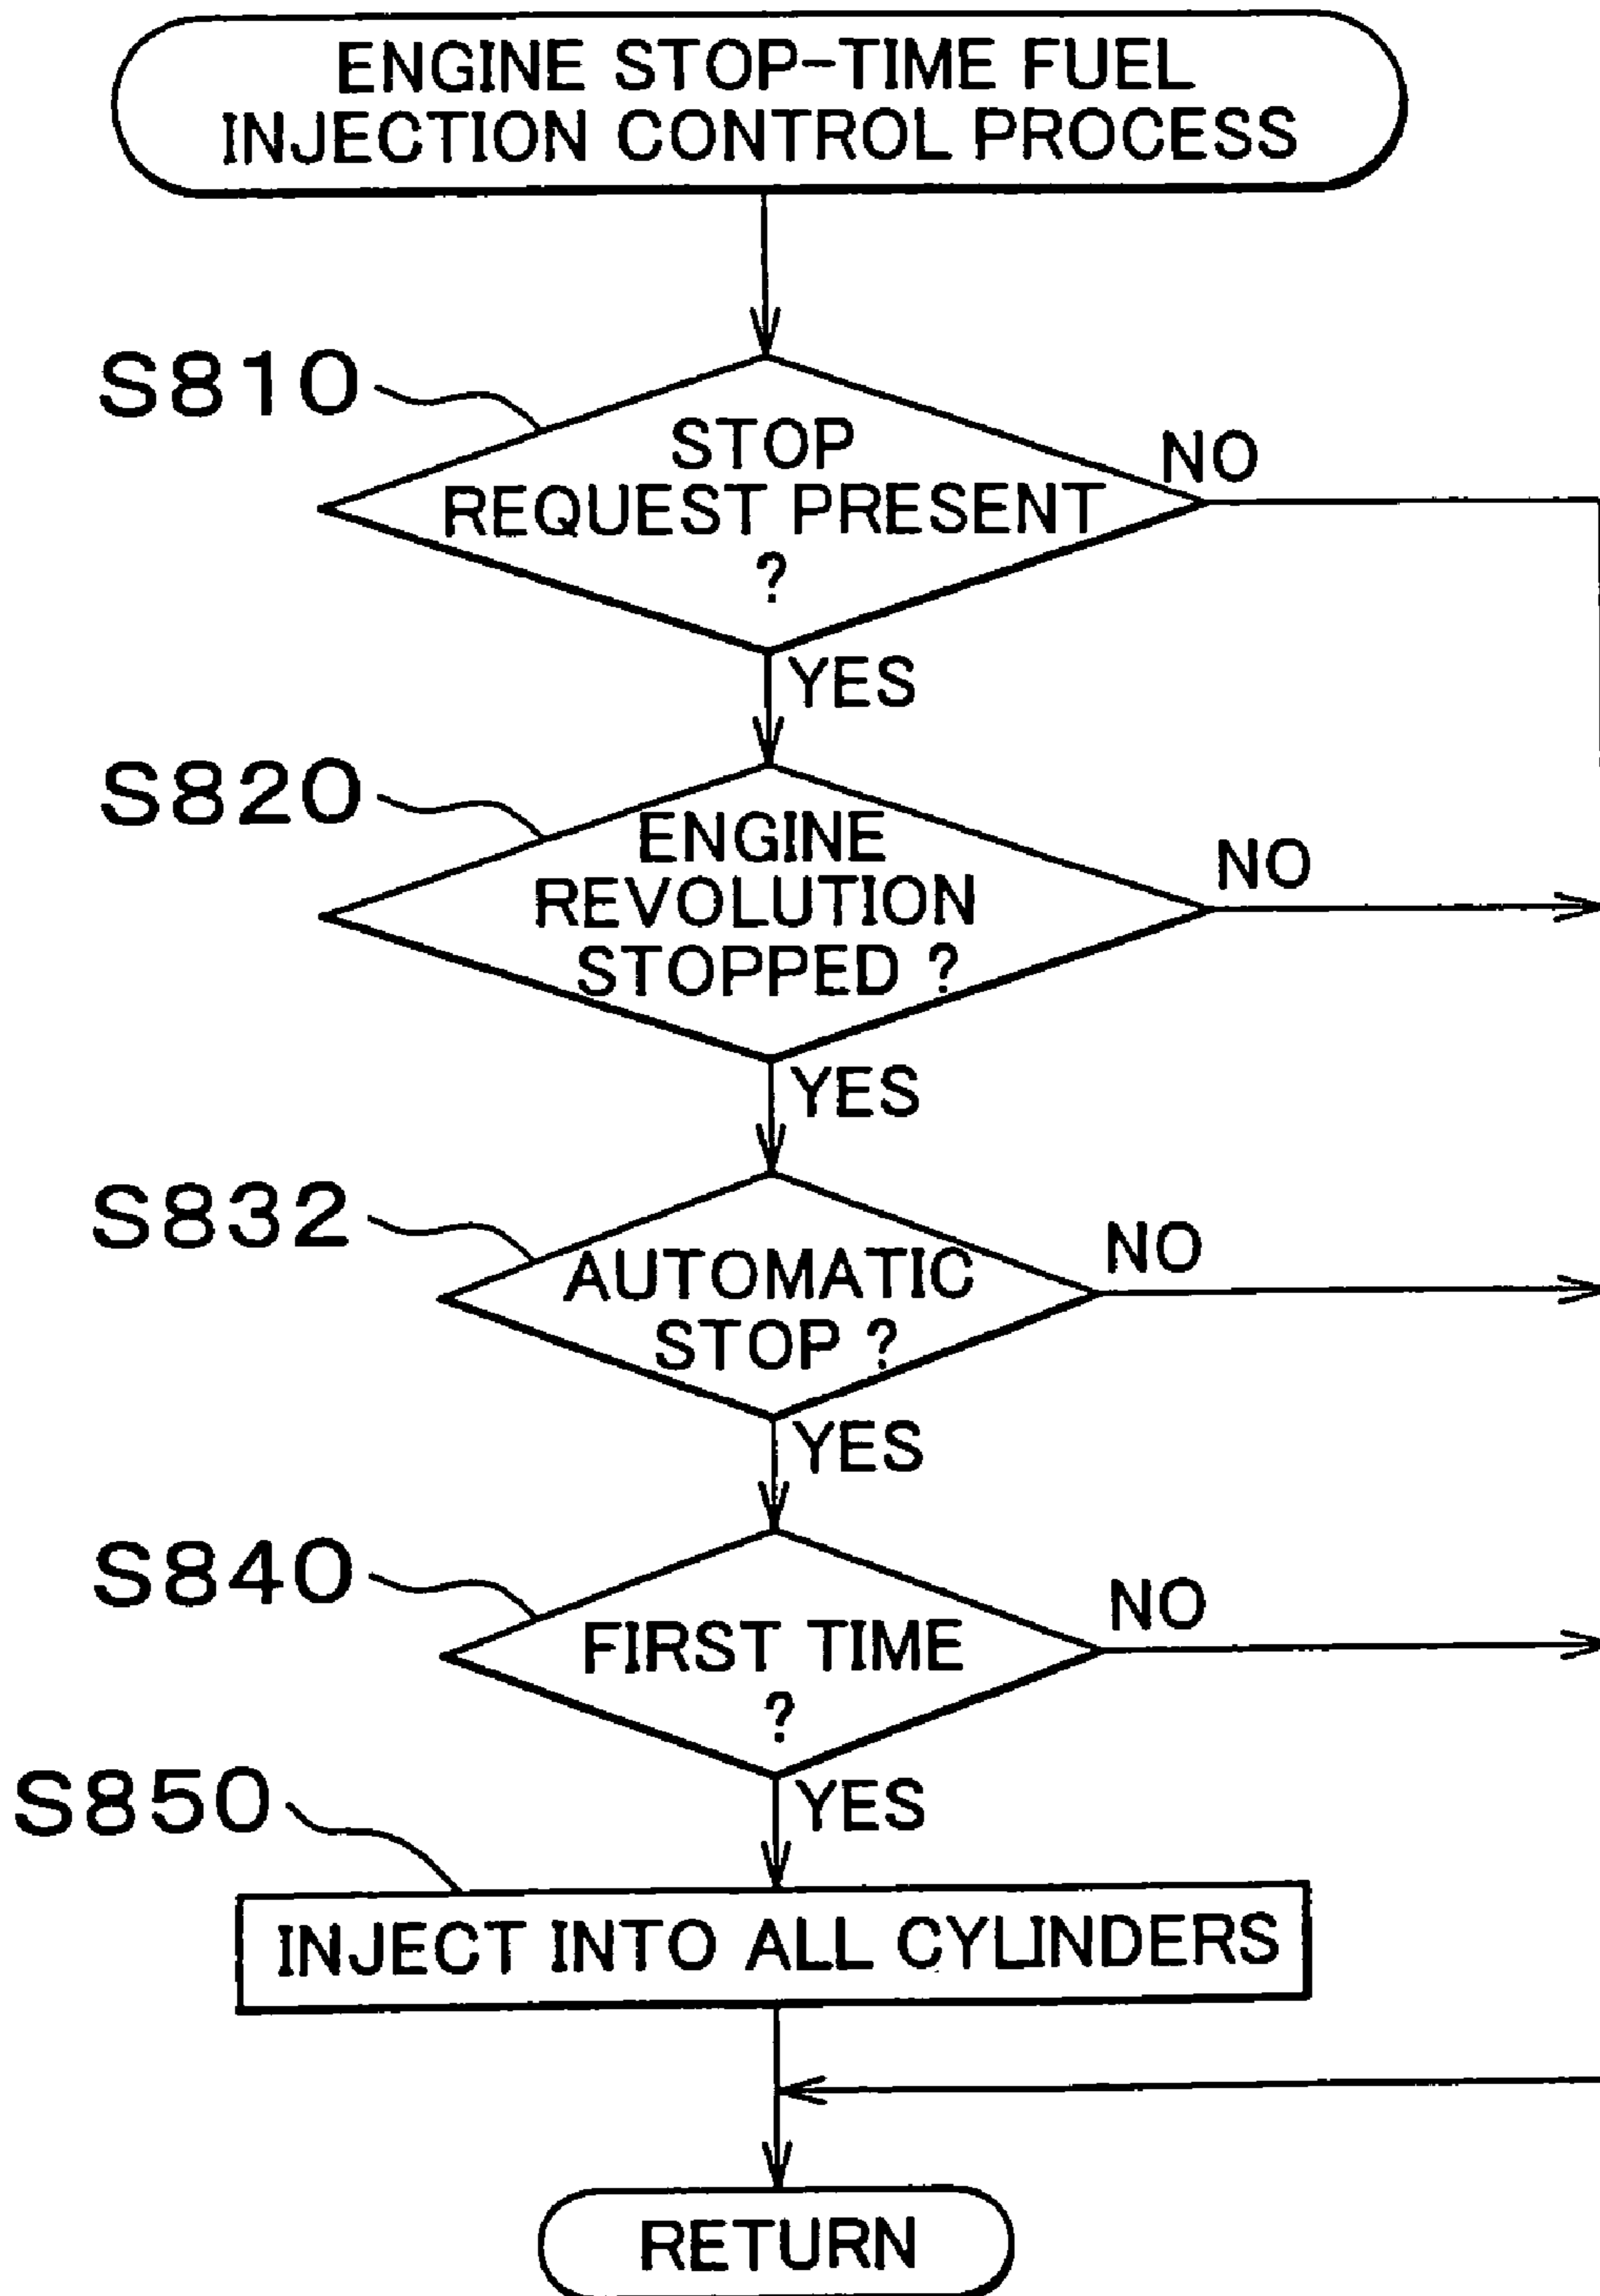 ENGINE STOP-TIME FUEL
INJECTION CONTROL PROCESS
S810
STOP
REQUEST PRESENT
?
NO
YES
S820
ENGINE
REVOLUTION
STOPPED ?
NO
YES
S832
AUTOMATIC
STOP ?
NO
YES
S840
FIRST TIME
?
NO
YES
S850
INJECT INTO ALL CYLINDERS
RETURN